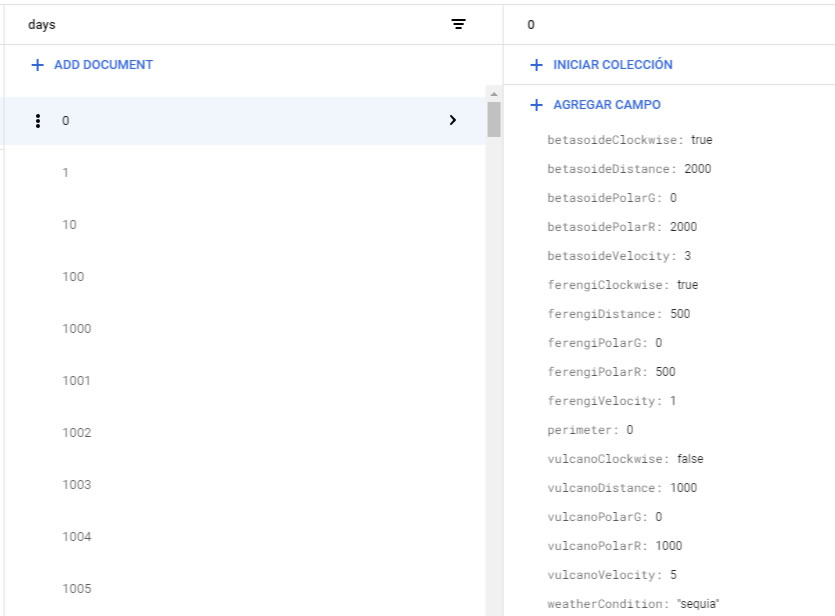 days
ADD DOCUMENT
0
1
10
100
1000
1001
1002
1003
1004
1005
0
INICIAR COLECCIÓN
AGREGAR CAMPO
betasoideClockwise: true
betasoideDistance: 2000
betasoidePolarG: 0
betasoidePolarR: 2000
betasoideVelocity: 3
ferengiClockwise: true
ferengiDistance: 500
ferengiPolarG: 0
ferengiPolarR: 500
ferengiVelocity: 1
perimeter: 0
vulcanoClockwise: false
vulcanoDistance: 1000
vulcanoPolarG: 0
vulcanoPolarR: 1000
vulcanoVelocity: 5
weatherCondition: "sequia"